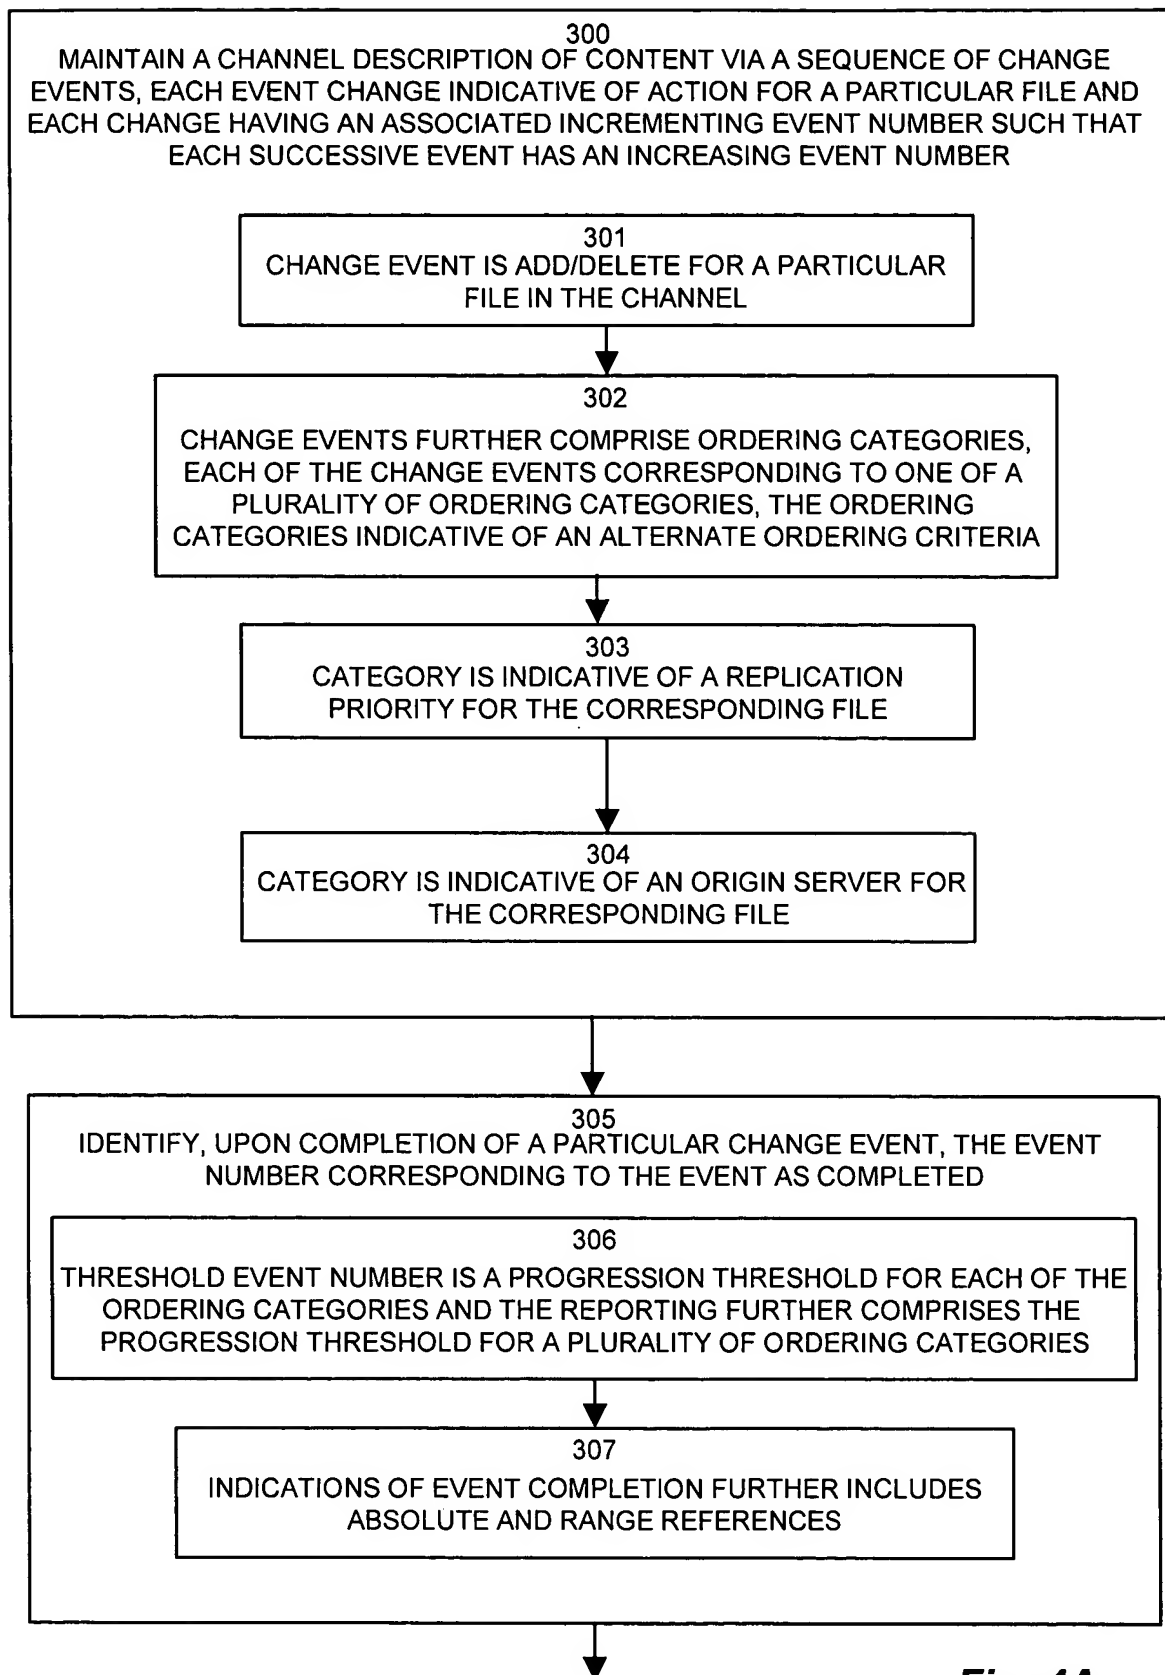 300
MAINTAIN A CHANNEL DESCRIPTION OF CONTENT VIA A SEQUENCE OF CHANGE
EVENTS, EACH EVENT CHANGE INDICATIVE OF ACTION FOR A PARTICULAR FILE AND
EACH CHANGE HAVING AN ASSOCIATED INCREMENTING EVENT NUMBER SUCH THAT
EACH SUCCESSIVE EVENT HAS AN INCREASING EVENT NUMBER
301
CHANGE EVENT IS ADD/DELETE FOR A PARTICULAR
FILE IN THE CHANNEL
302
CHANGE EVENTS FURTHER COMPRISE ORDERING CATEGORIES,
EACH OF THE CHANGE EVENTS CORRESPONDING TO ONE OF A
PLURALITY OF ORDERING CATEGORIES, THE ORDERING
CATEGORIES INDICATIVE OF AN ALTERNATE ORDERING CRITERIA
303
CATEGORY IS INDICATIVE OF A REPLICATION
PRIORITY FOR THE CORRESPONDING FILE
304
CATEGORY IS INDICATIVE OF AN ORIGIN SERVER FOR
THE CORRESPONDING FILE
305
IDENTIFY, UPON COMPLETION OF A PARTICULAR CHANGE EVENT, THE EVENT
NUMBER CORRESPONDING TO THE EVENT AS COMPLETED
306
THRESHOLD EVENT NUMBER IS A PROGRESSION THRESHOLD FOR EACH OF THE
ORDERING CATEGORIES AND THE REPORTING FURTHER COMPRISES THE
PROGRESSION THRESHOLD FOR A PLURALITY OF ORDERING CATEGORIES
307
INDICATIONS OF EVENT COMPLETION FURTHER INCLUDES
ABSOLUTE AND RANGE REFERENCES
Fig. 4A